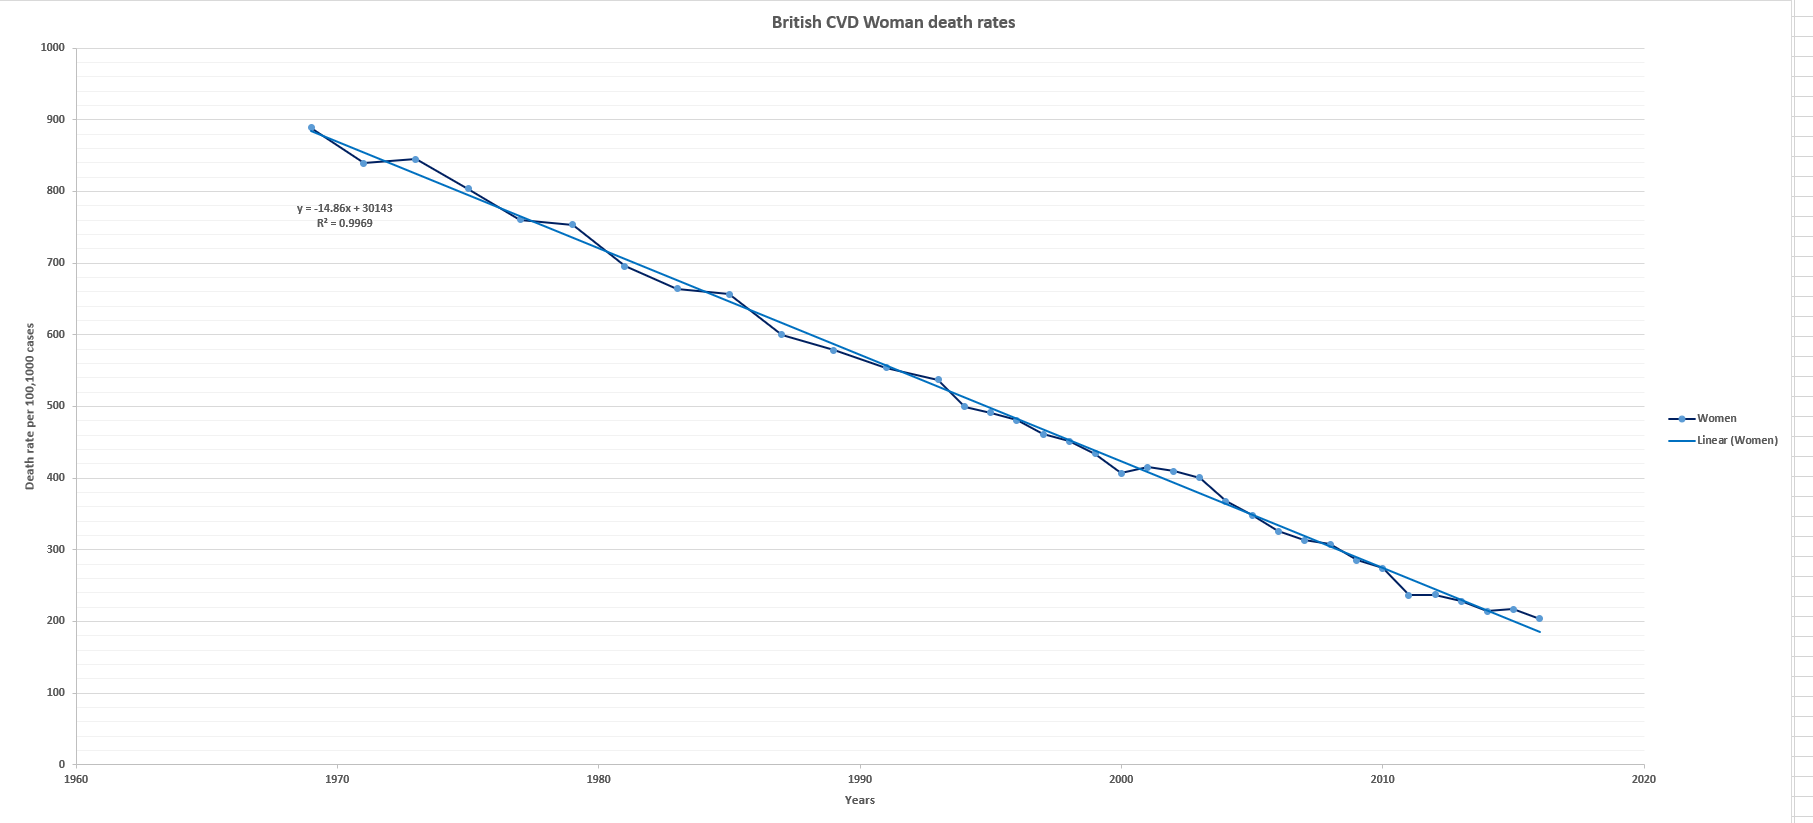 British CVD Woman death rates
1000
900
800
700
600
500
400
300
200
100
0
Death rate per 100,1000 cases
y = -14.86x + 30143
R² = 0.9969
Women
Linear (Women)
1960
1970
1980
1990
2000
2010
2020
Years